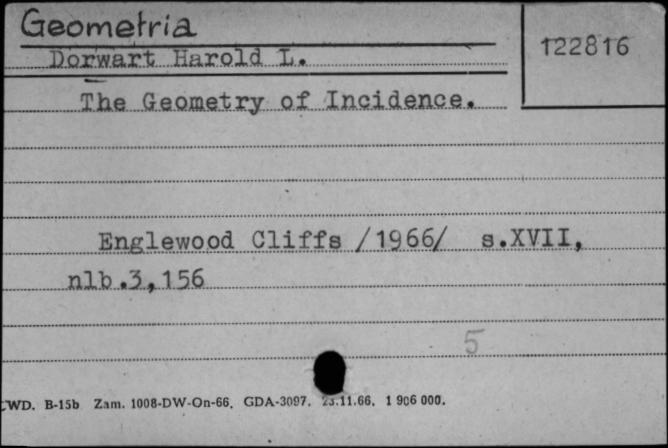 Geometria
122816
Dorwart Harold L.
The Geometry of Incidence.
Englewood Cliffs /1966/ s.XVII,
nlb.3,156
5
CWD. B-15b Zam. 1008-DW-On-66. GDA-3097. 23.11.66. 1 906 000.